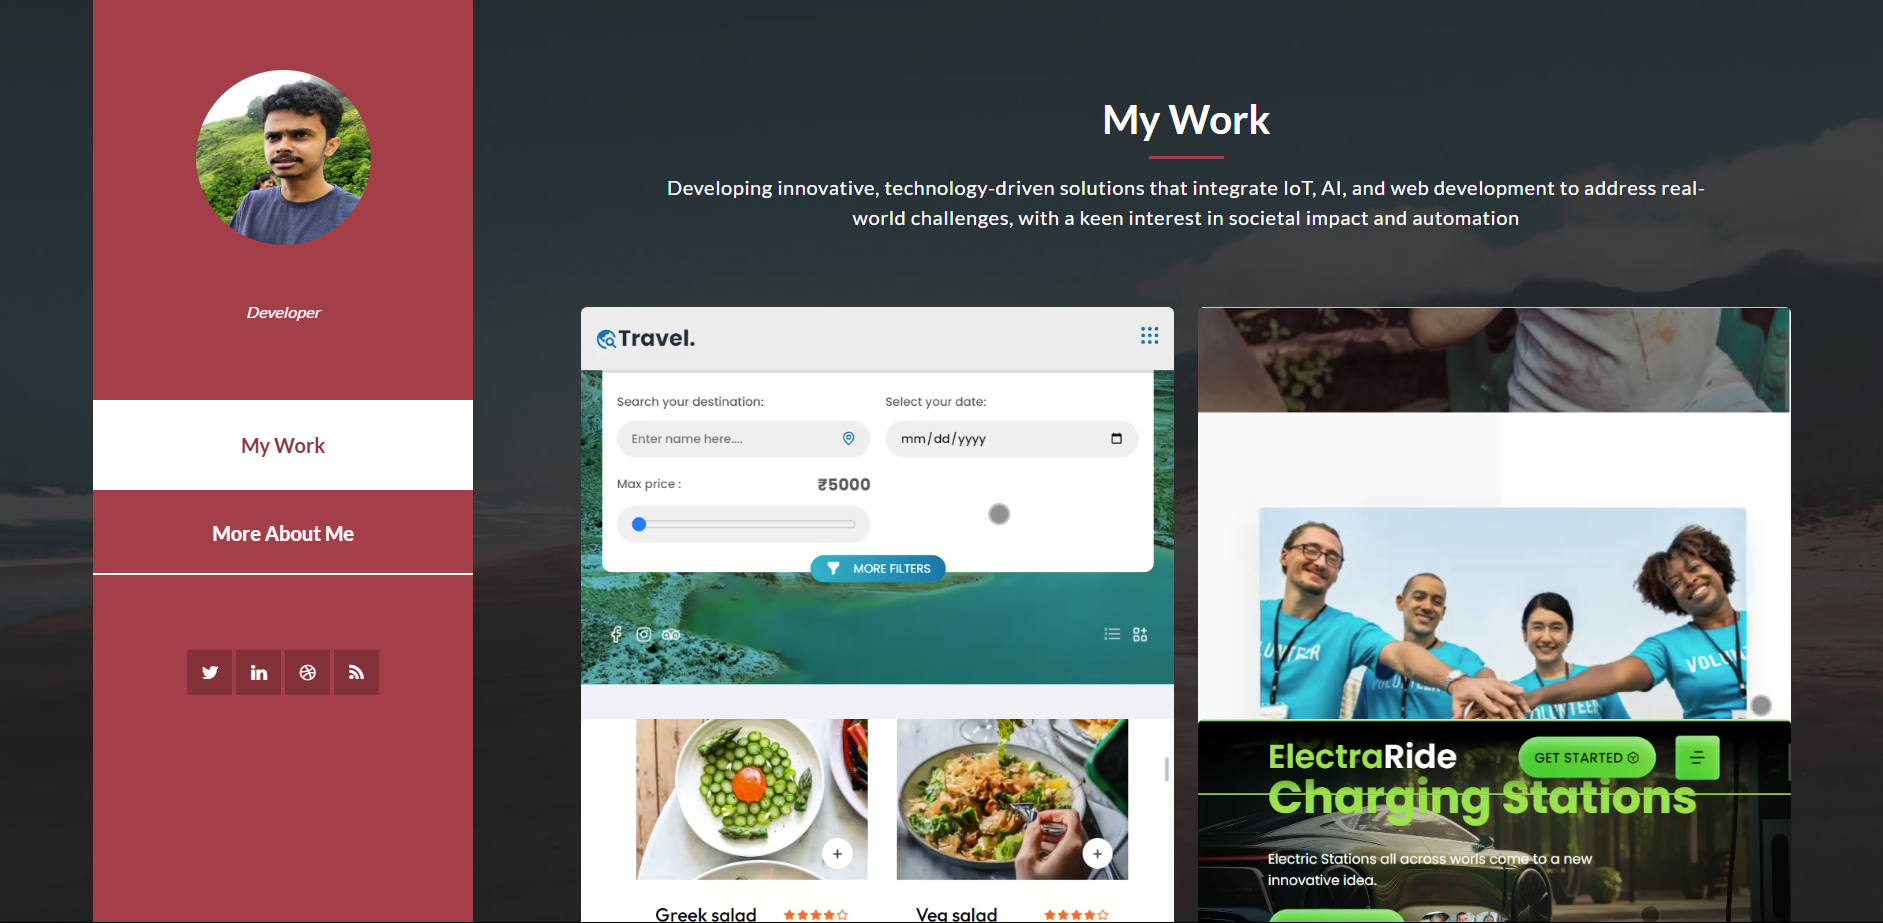 Developer
My Work
More About Me
My Work
Developing innovative, technology-driven solutions that integrate IoT, AI, and web development to address real-
world challenges, with a keen interest in societal impact and automation
Travel.
Search your destination:
Select your date:
Enter name here....
mm/dd/yyyy
Max price :
₹5000
MORE FILTERS
Greek salad
Veg salad
VOLUNTEER
VOLUNTEER
VOLUNTEER
ElectraRide
GET STARTED
Charging Stations
Electric Stations all across worls come to a new
innovative idea.